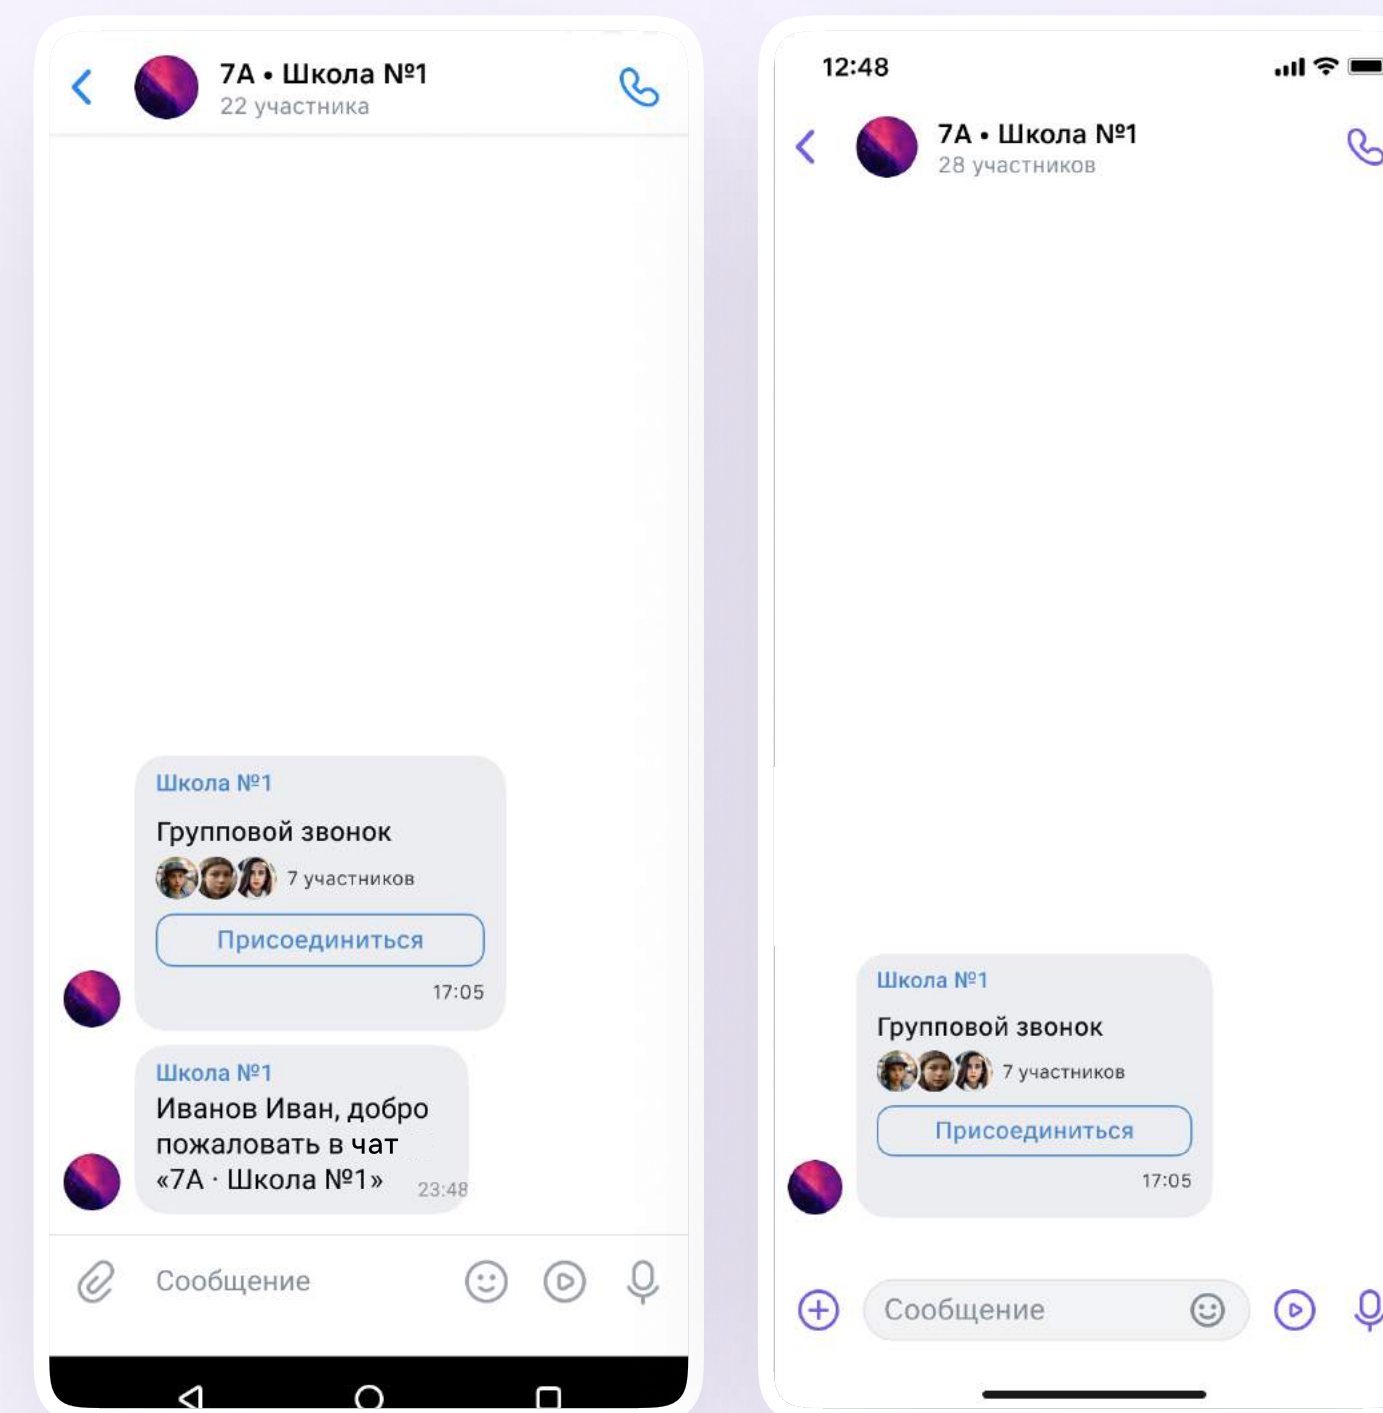 7А • Школа №1
22 участника
Школа №1
Групповой звонок
7 участников
Присоединиться
17:05
Школа №1
Иванов Иван, добро
пожаловать в чат
«7А · Школа №1»
23:48
Сообщение
12:48
7А • Школа №1
28 участников
Школа №1
Групповой звонок
7 участников
Присоединиться
17:05
Сообщение